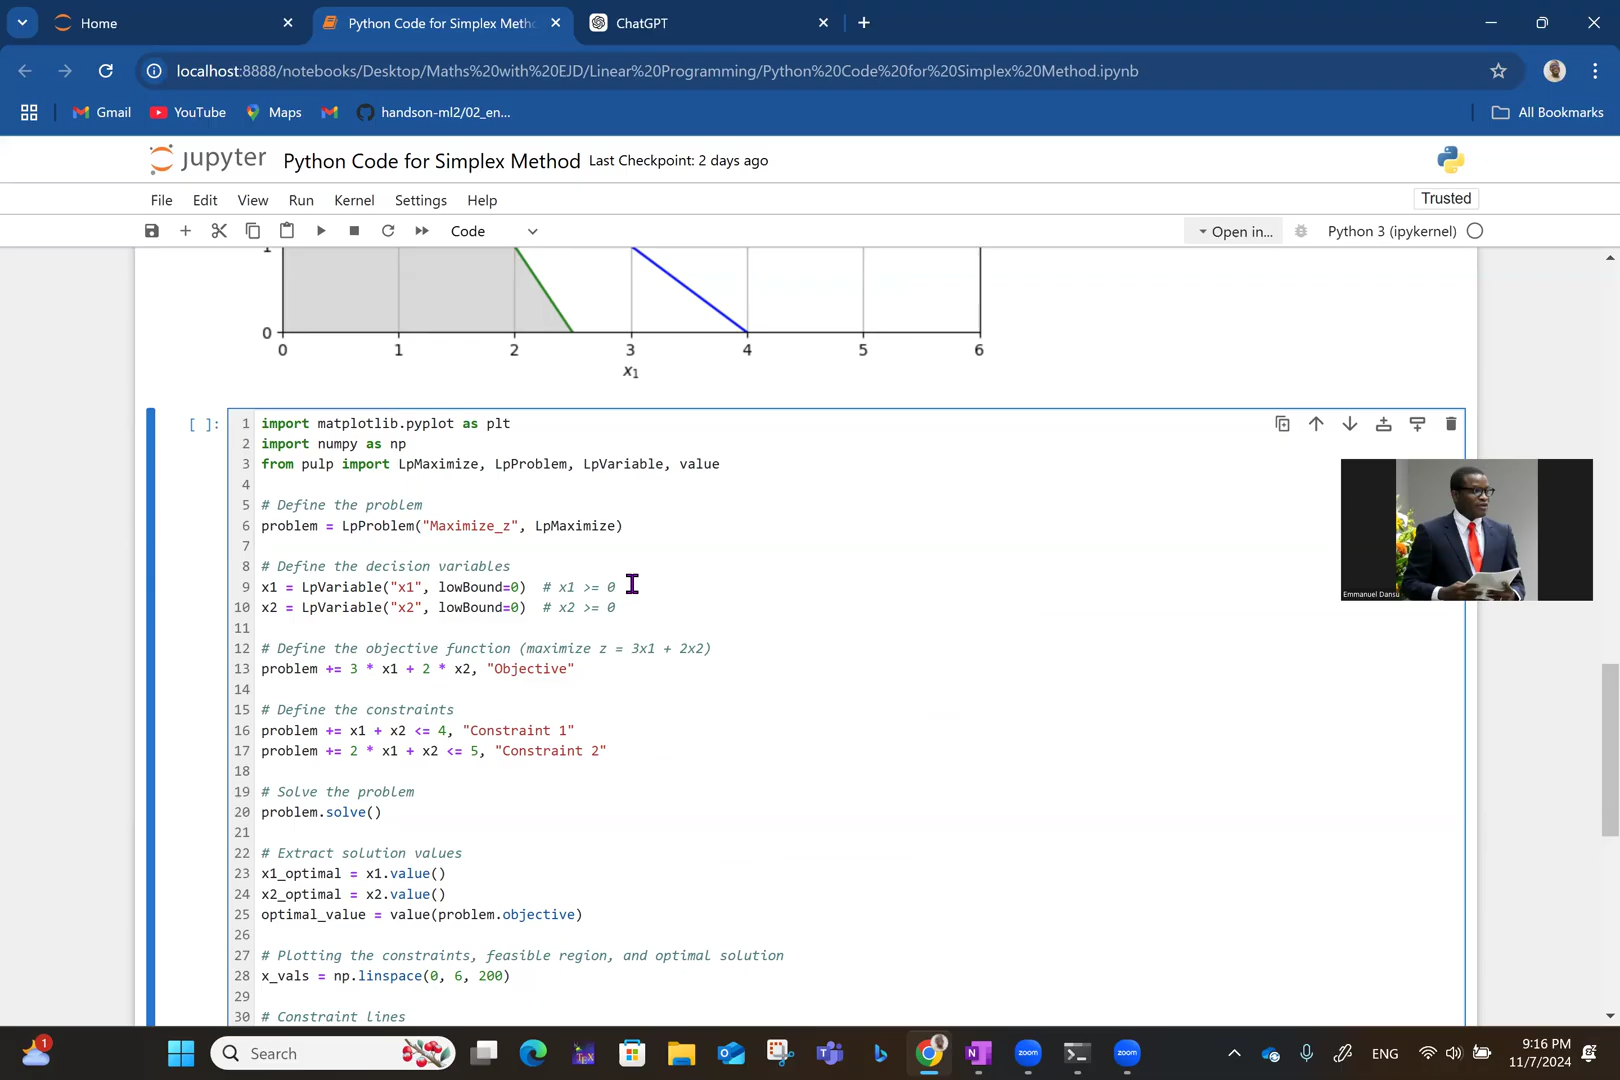 Home
Python Code for Simplex Meth
ChatGPT
localhost:8888/notebooks/Desktop/Maths%20with%20EJD/Linear%20Programming/Python%20Code%20for%20Simplex%20Method.ipynb
Gmail
YouTube
Maps
handson-ml2/02_en...
All Bookmarks
jupyter
Python Code for Simplex Method
Last Checkpoint: 2 days ago
File Edit View Run Kernel Settings Help
Trusted
Code
Open in...
Python 3 (ipykernel)
1
0
0 1 2 3 4 5 6
x1
[ ]:
1 import matplotlib.pyplot as plt
2 import numpy as np
3 from pulp import LpMaximize, LpProblem, LpVariable, value
4
5 # Define the problem
6 problem = LpProblem("Maximize_z", LpMaximize)
7
8 # Define the decision variables
9 x1 = LpVariable("x1", lowBound=0)  # x1 >= 0
10 x2 = LpVariable("x2", lowBound=0)  # x2 >= 0
11
12 # Define the objective function (maximize z = 3x1 + 2x2)
13 problem += 3 * x1 + 2 * x2, "Objective"
14
15 # Define the constraints
16 problem += x1 + x2 <= 4, "Constraint 1"
17 problem += 2 * x1 + x2 <= 5, "Constraint 2"
18
19 # Solve the problem
20 problem.solve()
21
22 # Extract solution values
23 x1_optimal = x1.value()
24 x2_optimal = x2.value()
25 optimal_value = value(problem.objective)
26
27 # Plotting the constraints, feasible region, and optimal solution
28 x_vals = np.linspace(0, 6, 200)
29
30 # Constraint lines
Emmanuel Dansu
1
Search
zoom
zoom
ENG
9:16 PM
11/7/2024